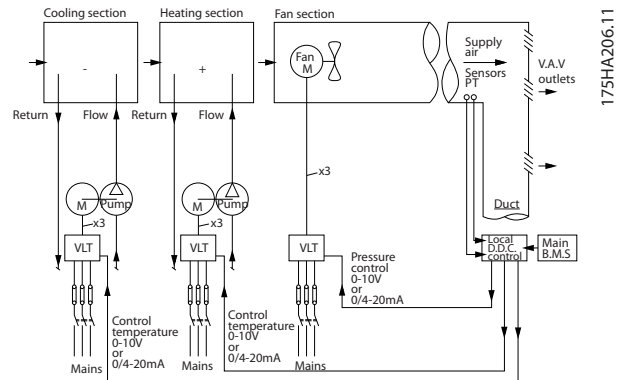 Cooling section
Heating section
Fan section
175HA206.11
-
+
Fan
M
Supply
air
Sensors
PT
V.A.V
outlets
Return
Flow
Return
Flow
M
Pump
M
Pump
x3
x3
x3
Duct
VLT
VLT
VLT
Local
D.D.C.
control
Main
B.M.S
Pressure
control
0-10V
or
0/4-20mA
Control
temperature
0-10V
or
0/4-20mA
Control
temperature
0-10V
or
0/4-20mA
Mains
Mains
Mains